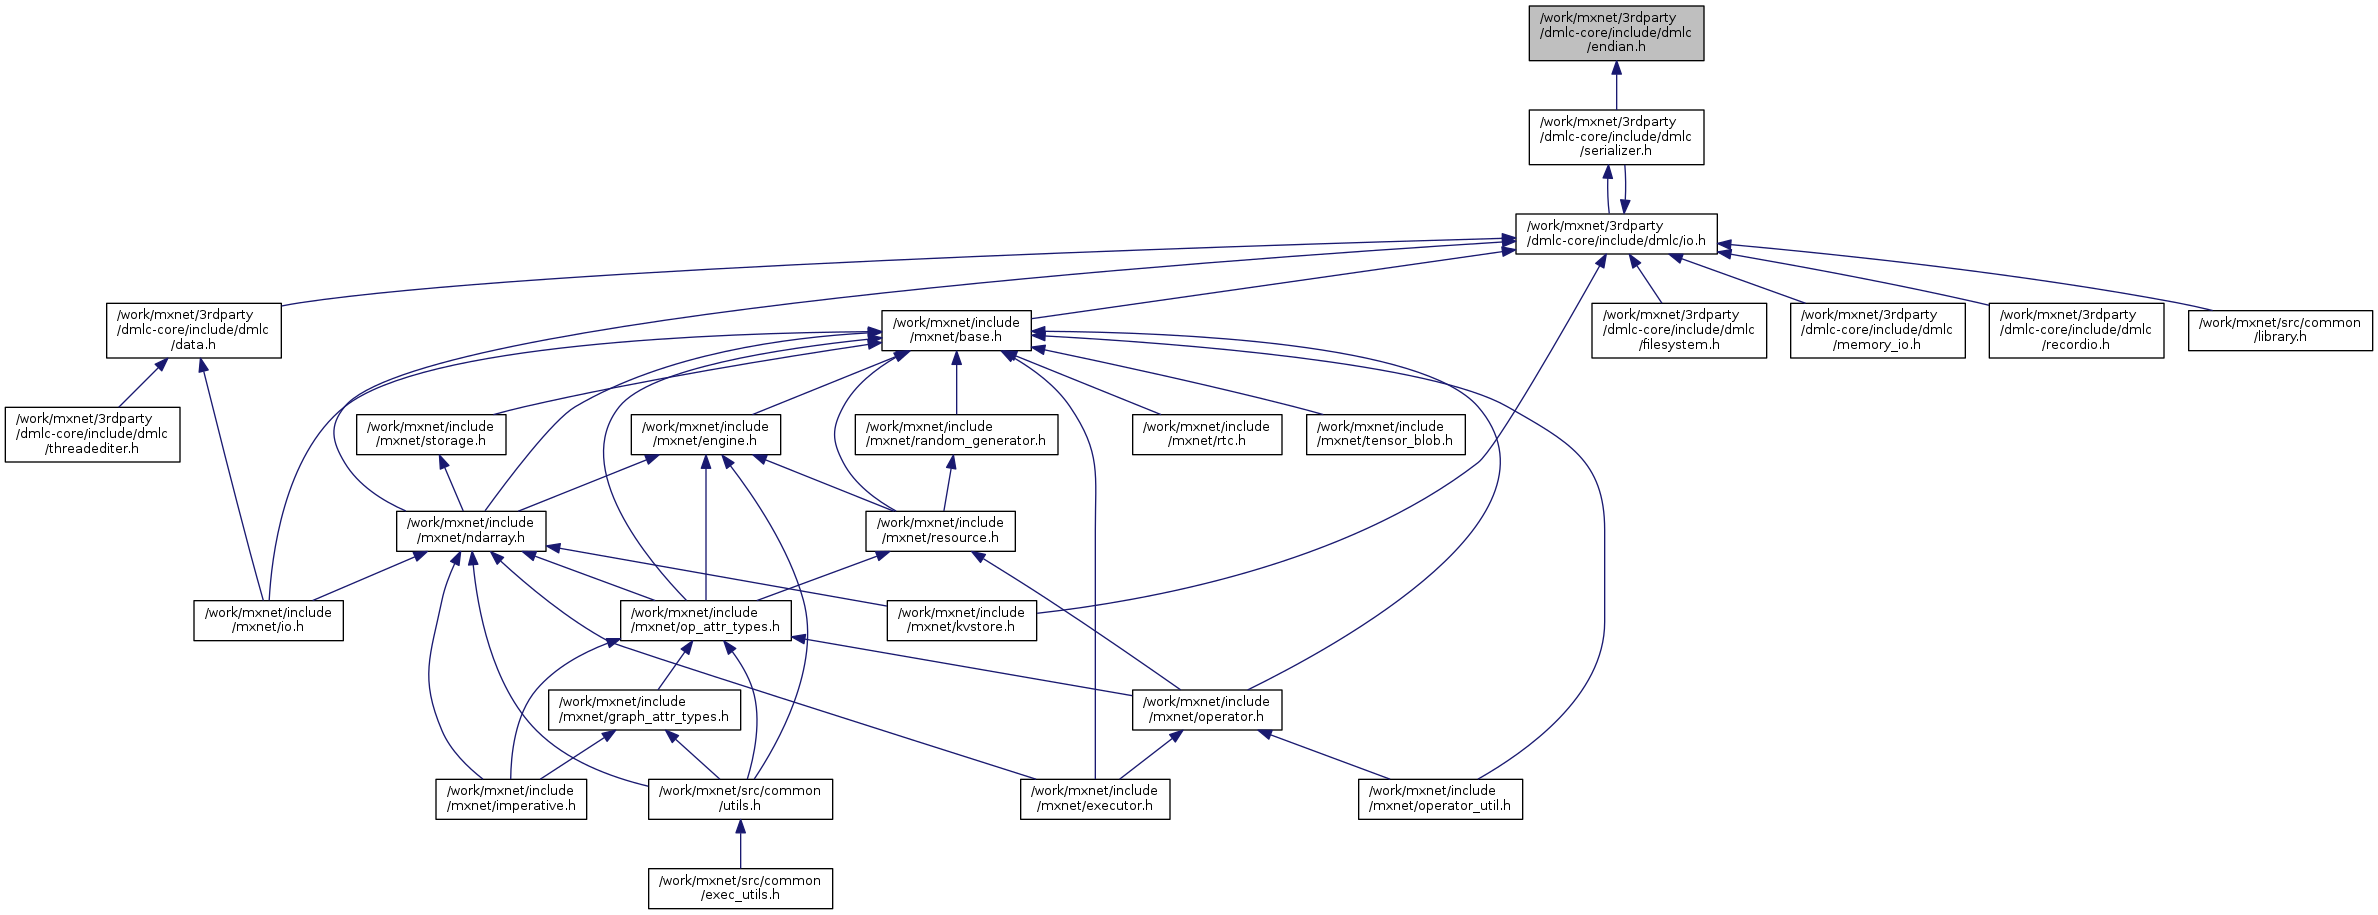 /work/mxnet/3rdparty
/dmlc-core/include/dmlc
/endian.h
/work/mxnet/3rdparty
/dmlc-core/include/dmlc
/serializer.h
/work/mxnet/3rdparty
/dmlc-core/include/dmlc/io.h
/work/mxnet/3rdparty
/dmlc-core/include/dmlc
/data.h
/work/mxnet/include
/mxnet/base.h
/work/mxnet/3rdparty
/dmlc-core/include/dmlc
/filesystem.h
/work/mxnet/3rdparty
/dmlc-core/include/dmlc
/memory_io.h
/work/mxnet/3rdparty
/dmlc-core/include/dmlc
/recordio.h
/work/mxnet/src/common
/library.h
/work/mxnet/3rdparty
/dmlc-core/include/dmlc
/threadediter.h
/work/mxnet/include
/mxnet/storage.h
/work/mxnet/include
/mxnet/engine.h
/work/mxnet/include
/mxnet/random_generator.h
/work/mxnet/include
/mxnet/rtc.h
/work/mxnet/include
/mxnet/tensor_blob.h
/work/mxnet/include
/mxnet/ndarray.h
/work/mxnet/include
/mxnet/resource.h
/work/mxnet/include
/mxnet/io.h
/work/mxnet/include
/mxnet/op_attr_types.h
/work/mxnet/include
/mxnet/kvstore.h
/work/mxnet/include
/mxnet/graph_attr_types.h
/work/mxnet/include
/mxnet/operator.h
/work/mxnet/include
/mxnet/imperative.h
/work/mxnet/src/common
/utils.h
/work/mxnet/include
/mxnet/executor.h
/work/mxnet/include
/mxnet/operator_util.h
/work/mxnet/src/common
/exec_utils.h